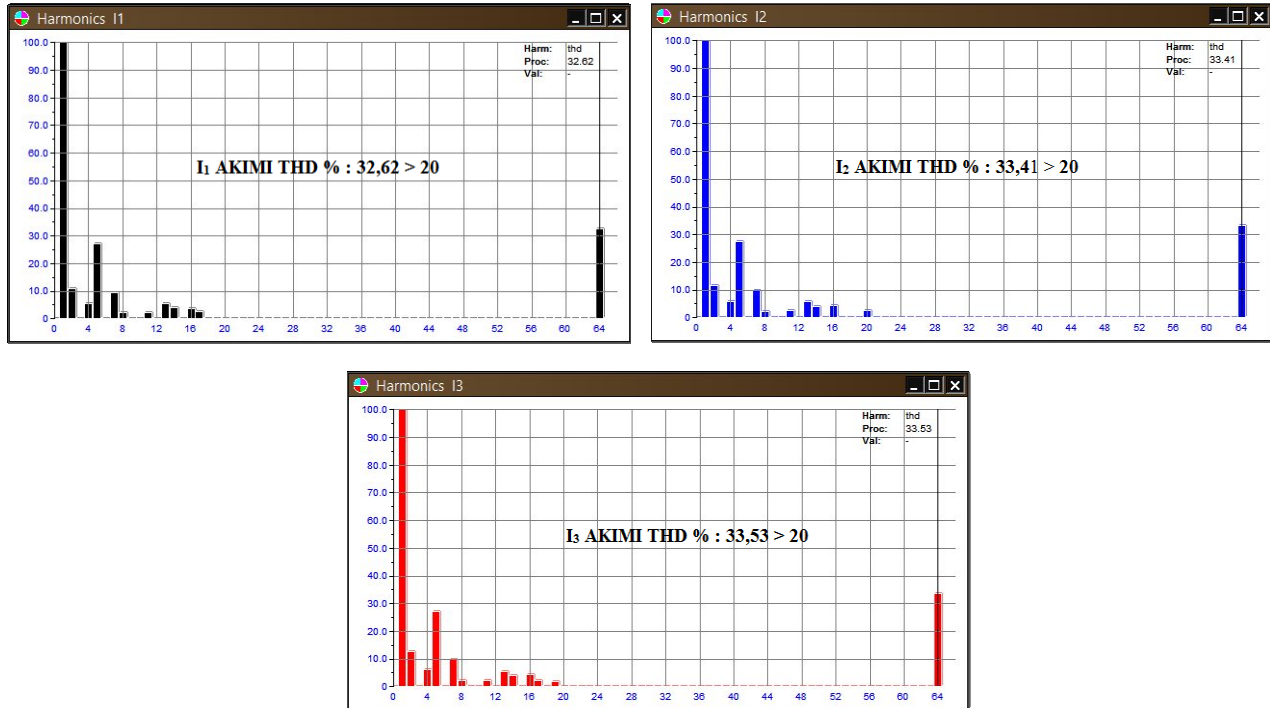 Harmonics I1
Harm: thd
Proc: 32.62
Val: -
100.0
90.0
80.0
70.0
60.0
50.0
40.0
30.0
20.0
10.0
0
I₁ AKIMI THD % : 32,62 > 20
0 4 8 12 16 20 24 28 32 36 40 44 48 52 56 60 64
Harmonics I2
Harm: thd
Proc: 33.41
Val: -
100.0
90.0
80.0
70.0
60.0
50.0
40.0
30.0
20.0
10.0
0
I₂ AKIMI THD % : 33,41 > 20
0 4 8 12 16 20 24 28 32 36 40 44 48 52 56 60 64
Harmonics I3
Harm: thd
Proc: 33.53
Val: -
100.0
90.0
80.0
70.0
60.0
50.0
40.0
30.0
20.0
10.0
0
I₃ AKIMI THD % : 33,53 > 20
0 4 8 12 16 20 24 28 32 36 40 44 48 52 56 60 64